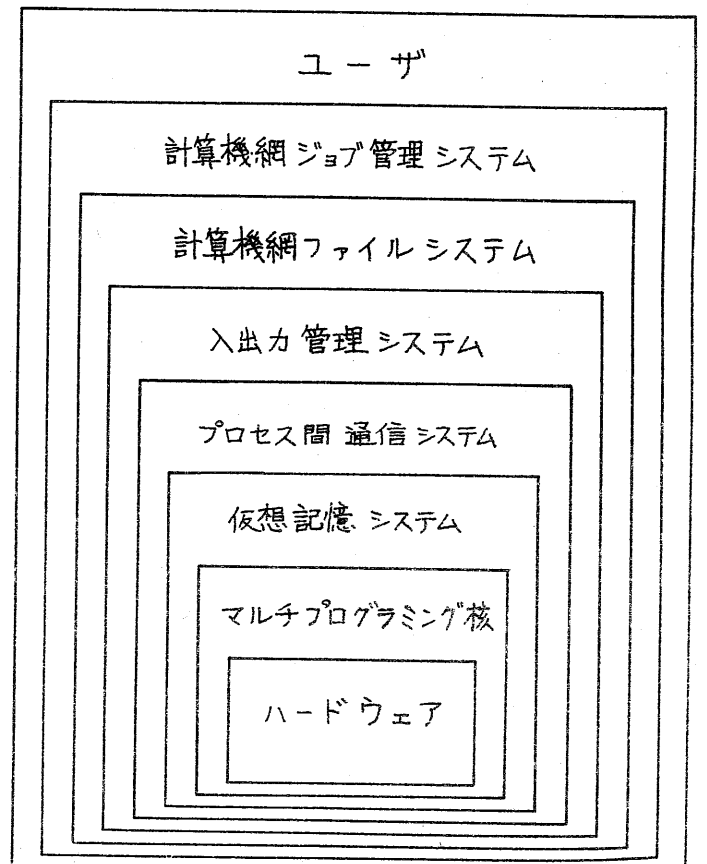 ユーザ
計算機網ジョブ管理システム
計算機網ファイルシステム
入出力管理システム
プロセス間通信システム
仮想記憶システム
マルチプログラミング核
ハードウェア